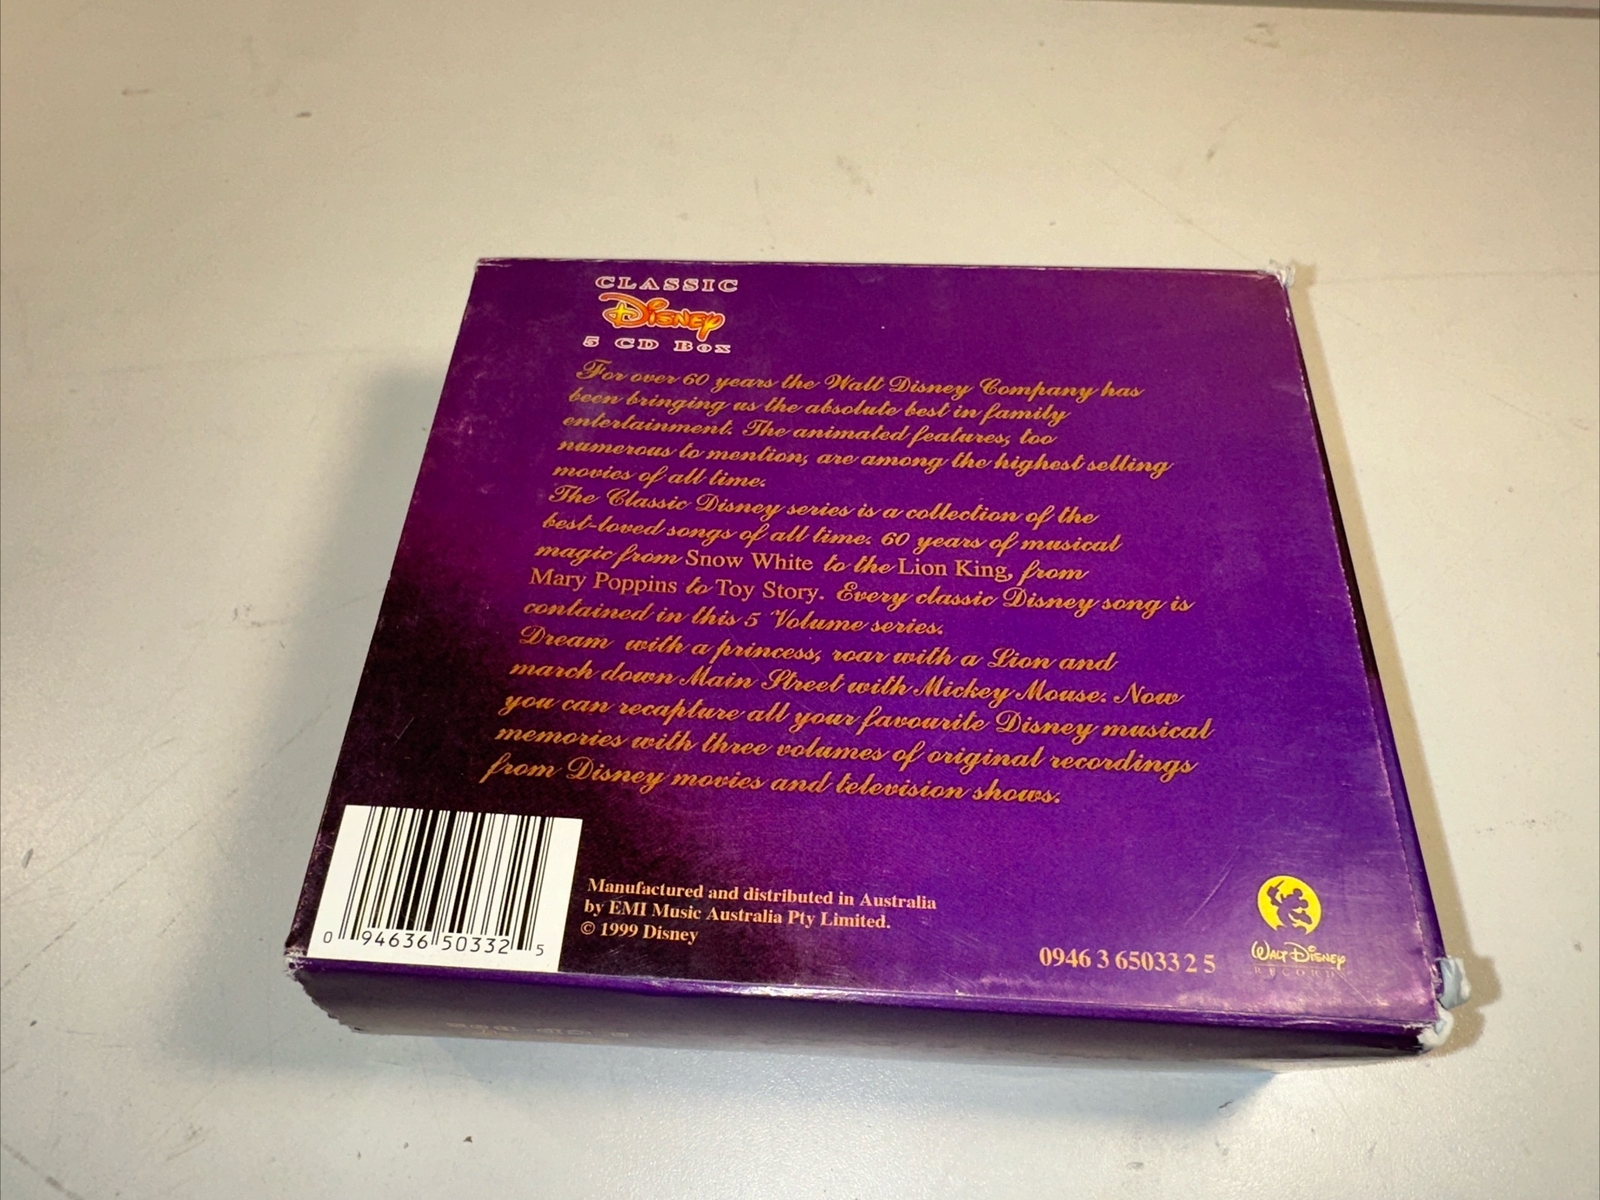 CLASSIC
Disney
5 CD Box
For over 60 years the Walt Disney Company has
been bringing us the absolute best in family
entertainment. The animated features, too
numerous to mention, are among the highest selling
movies of all time.
The Classic Disney series is a collection of the
best-loved songs of all time. 60 years of musical
magic from Snow White to the Lion King, from
Mary Poppins to Toy Story. Every classic Disney song is
contained in this 5 Volume series.
Dream with a princess, roar with a Lion and
march down Main Street with Mickey Mouse. Now
you can recapture all your favourite Disney musical
memories with three volumes of original recordings
from Disney movies and television shows.
0 94636 50332 5
Manufactured and distributed in Australia
by EMI Music Australia Pty Limited.
© 1999 Disney
0946 3 65033 2 5
Walt Disney
RECORDS